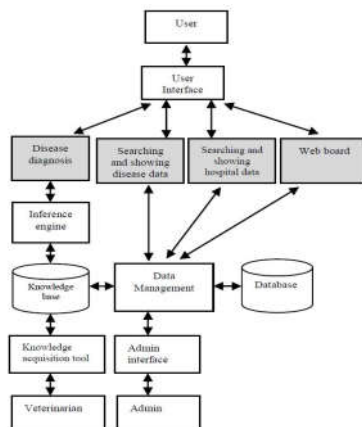 User
User
Interface
Disease
diagnosis
Searching
and showing
disease data
Searching and
showing
hospital data
Web board
Inference
engine
Knowledge
base
Data
Management
Database
Knowledge
acquisition tool
Admin
interface
Veterinarian
Admin